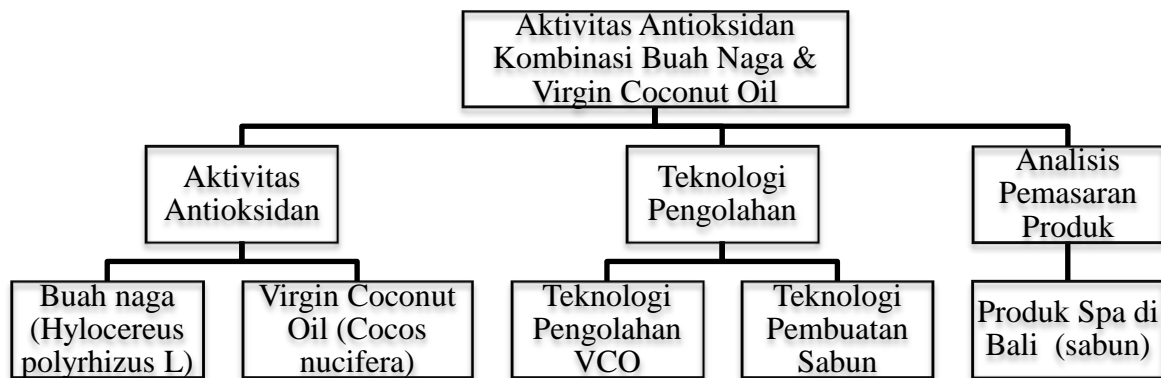 Aktivitas Antioksidan
Kombinasi Buah Naga &
Virgin Coconut Oil
Aktivitas
Antioksidan
Teknologi
Pengolahan
Analisis
Pemasaran
Produk
Buah naga
(Hylocereus
polyrhizus L)
Virgin Coconut
Oil (Cocos
nucifera)
Teknologi
Pengolahan
VCO
Teknologi
Pembuatan
Sabun
Produk Spa di
Bali (sabun)